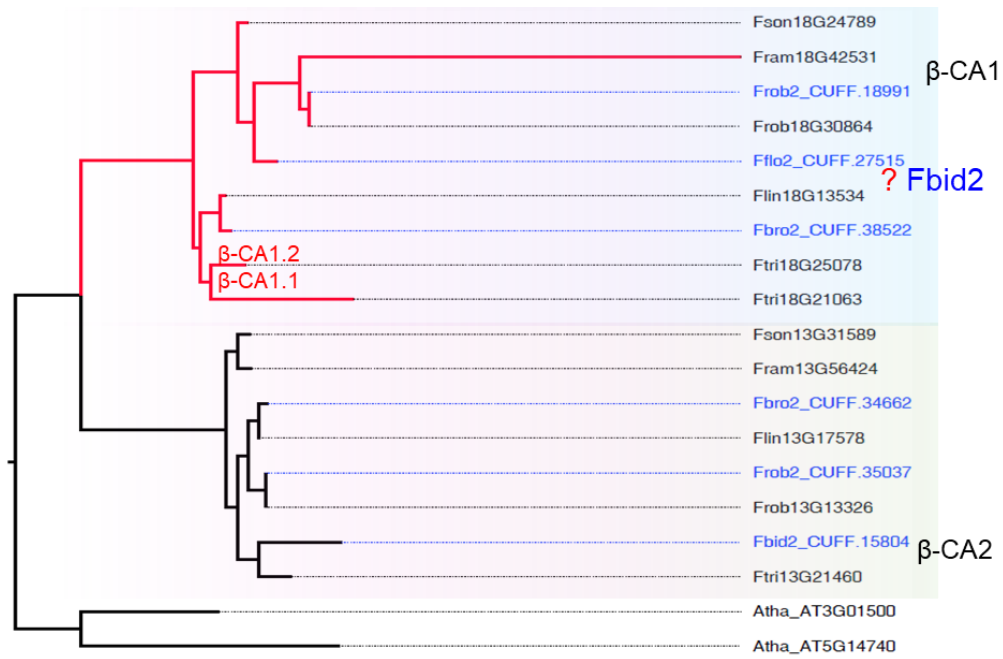 Fson18G24789
Fram18G42531
β-CA1
Frob2_CUFF.18991
Frob18G30864
Fflo2_CUFF.27515
? Fbid2
Flin18G13534
Fbro2_CUFF.38522
β-CA1.2
Ftri18G25078
β-CA1.1
Ftri18G21063
Fson13G31589
Fram13G56424
Fbro2_CUFF.34662
Flin13G17578
Frob2_CUFF.35037
Frob13G13326
Fbid2_CUFF.15804
β-CA2
Ftri13G21460
Atha_AT3G01500
Atha_AT5G14740